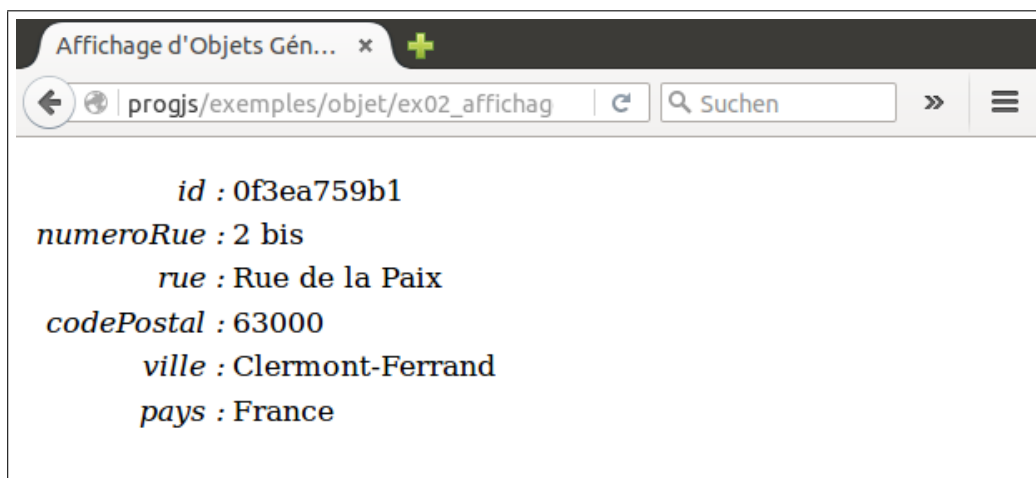 Affichage d'Objets Gén...
progjs/exemples/objet/ex02_affichag
Suchen
id : 0f3ea759b1
numeroRue : 2 bis
rue : Rue de la Paix
codePostal : 63000
ville : Clermont-Ferrand
pays : France